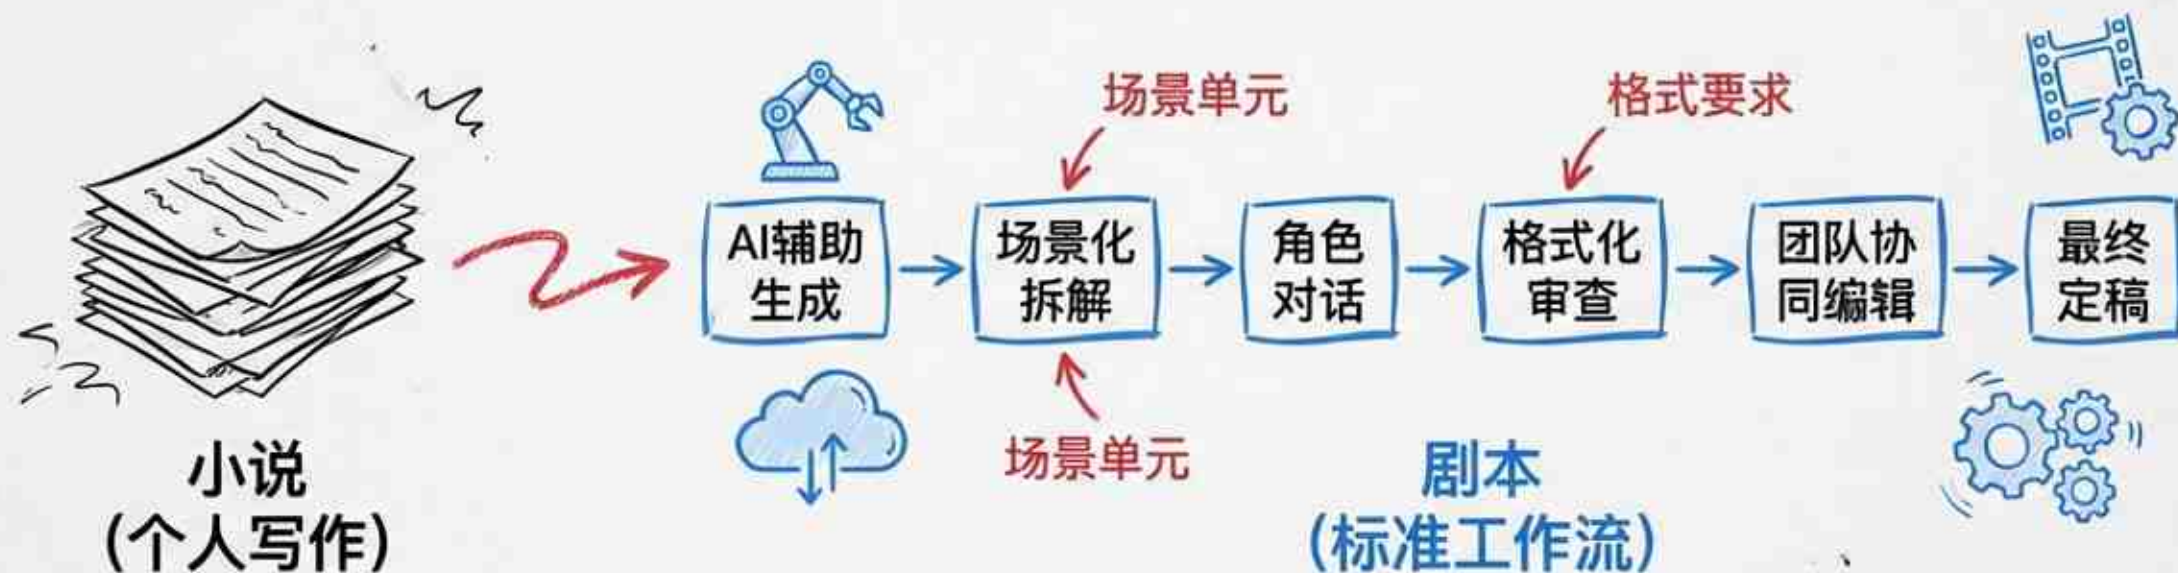 场景单元
格式要求
AI辅助
生成
场景化
拆解
角色
对话
格式化
审查
团队协
同编辑
最终
定稿
场景单元
小说
(个人写作)
剧本
(标准工作流)